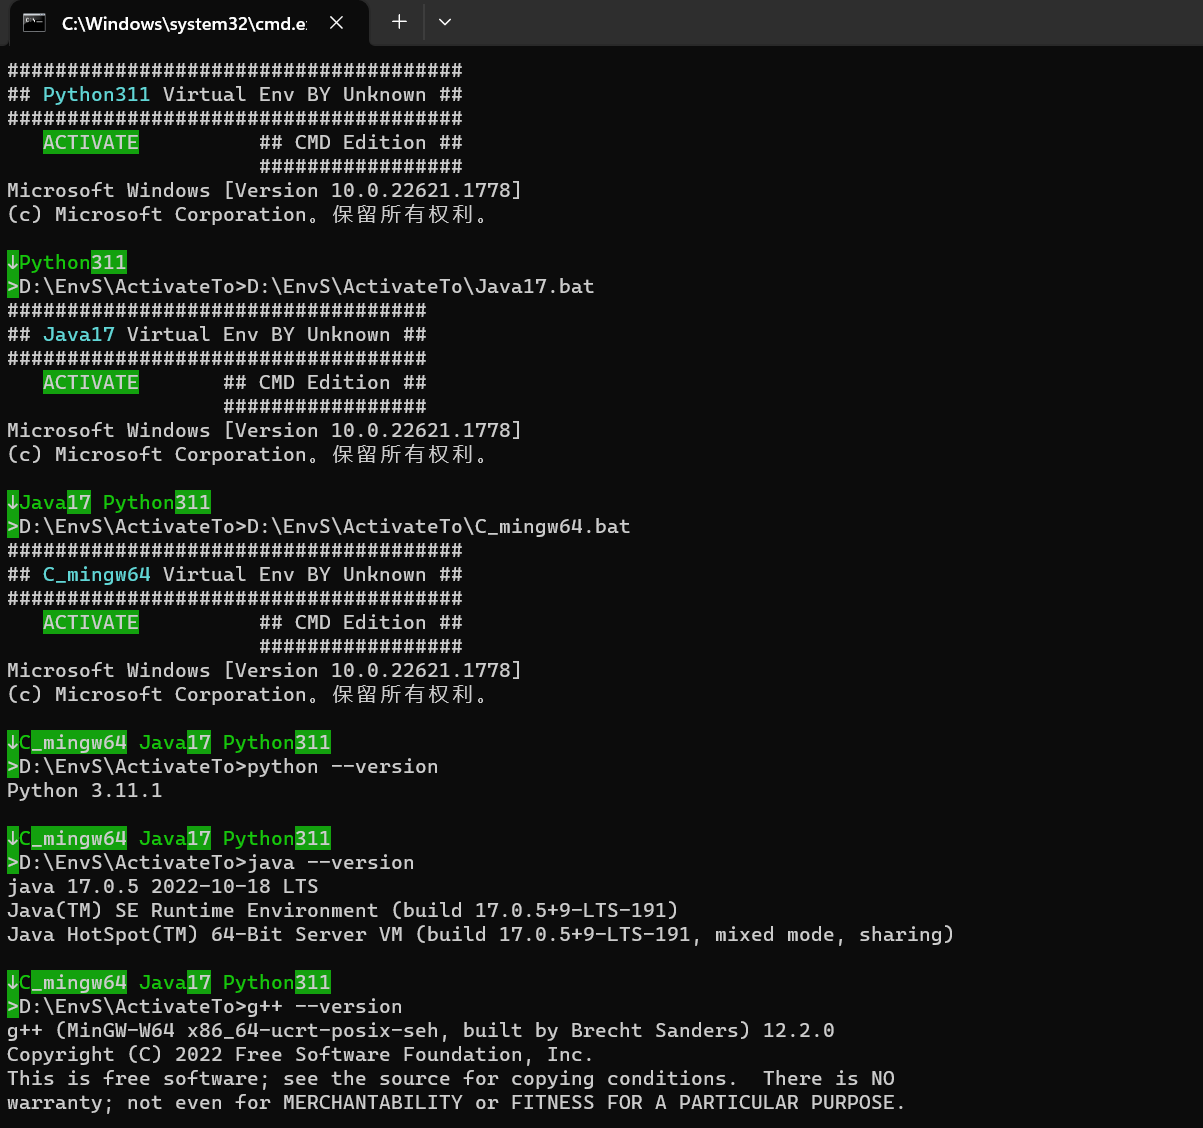 C:\Windows\system32\cmd.e
######################################
## Python311 Virtual Env BY Unknown ##
######################################
   ACTIVATE          ## CMD Edition ##
                     #################
Microsoft Windows [Version 10.0.22621.1778]
(c) Microsoft Corporation。保留所有权利。
↓Python311
>D:\EnvS\ActivateTo>D:\EnvS\ActivateTo\Java17.bat
###################################
## Java17 Virtual Env BY Unknown ##
###################################
   ACTIVATE       ## CMD Edition ##
                  #################
Microsoft Windows [Version 10.0.22621.1778]
(c) Microsoft Corporation。保留所有权利。
↓Java17 Python311
>D:\EnvS\ActivateTo>D:\EnvS\ActivateTo\C_mingw64.bat
######################################
## C_mingw64 Virtual Env BY Unknown ##
######################################
   ACTIVATE          ## CMD Edition ##
                     #################
Microsoft Windows [Version 10.0.22621.1778]
(c) Microsoft Corporation。保留所有权利。
↓C_mingw64 Java17 Python311
>D:\EnvS\ActivateTo>python --version
Python 3.11.1
↓C_mingw64 Java17 Python311
>D:\EnvS\ActivateTo>java --version
java 17.0.5 2022-10-18 LTS
Java(TM) SE Runtime Environment (build 17.0.5+9-LTS-191)
Java HotSpot(TM) 64-Bit Server VM (build 17.0.5+9-LTS-191, mixed mode, sharing)
↓C_mingw64 Java17 Python311
>D:\EnvS\ActivateTo>g++ --version
g++ (MinGW-W64 x86_64-ucrt-posix-seh, built by Brecht Sanders) 12.2.0
Copyright (C) 2022 Free Software Foundation, Inc.
This is free software; see the source for copying conditions.  There is NO
warranty; not even for MERCHANTABILITY or FITNESS FOR A PARTICULAR PURPOSE.